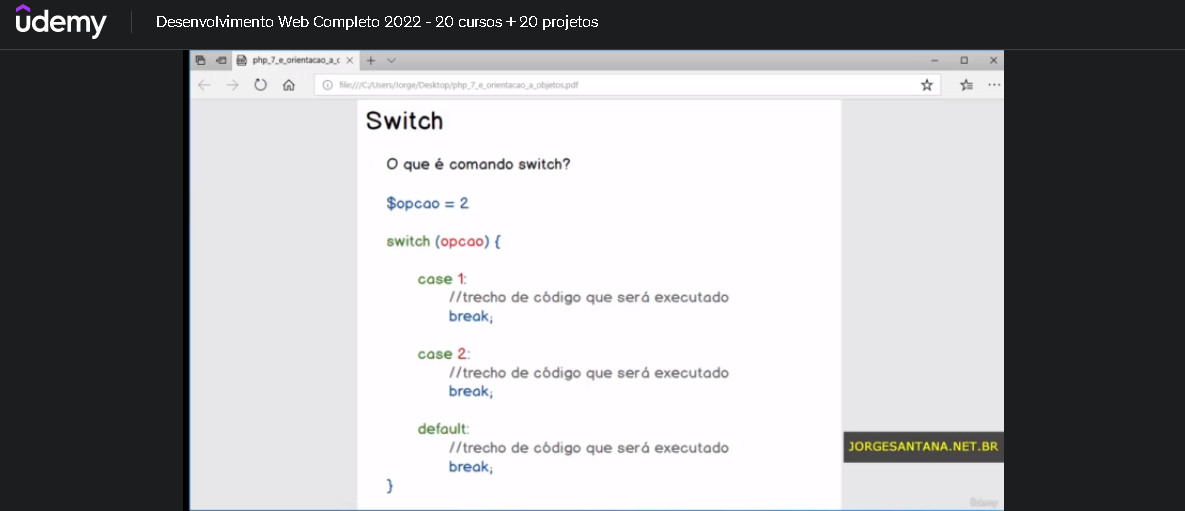 ûdemy
Desenvolvimento Web Completo 2022 - 20 cursos + 20 projetos
php_7_e_orientacao_a_c
file:///C:/Users/Jorge/Desktop/php_7_e_orientacao_a_objetos.pdf
Switch
O que é comando switch?
$opcao = 2
switch (opcao) {
case 1:
//trecho de código que será executado
break;
case 2:
//trecho de código que será executado
break;
default:
//trecho de código que será executado
break;
}
JORGESANTANA.NET.BR
Udemy